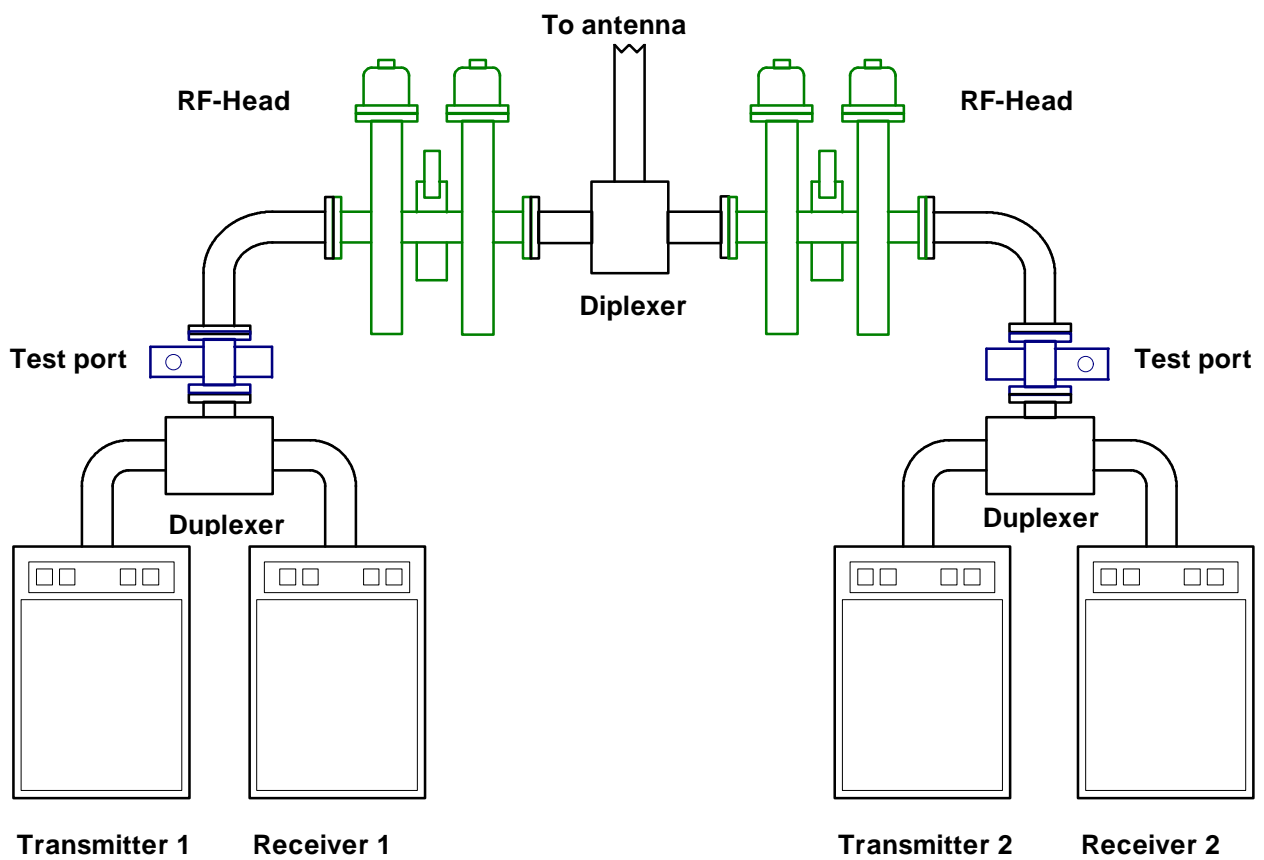 To antenna
RF-Head
RF-Head
Diplexer
Test port
Test port
Duplexer
Duplexer
Transmitter 1
Receiver 1
Transmitter 2
Receiver 2